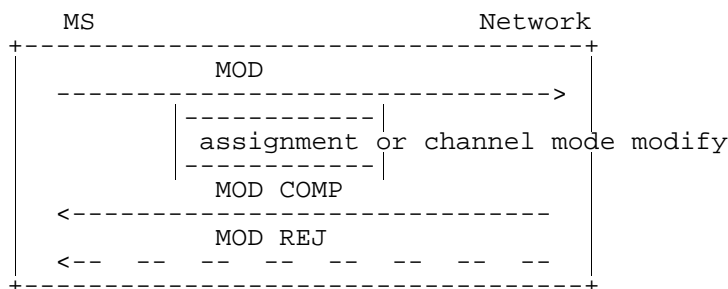 MS Network
MOD
assignment or channel mode modify
MOD COMP
MOD REJ